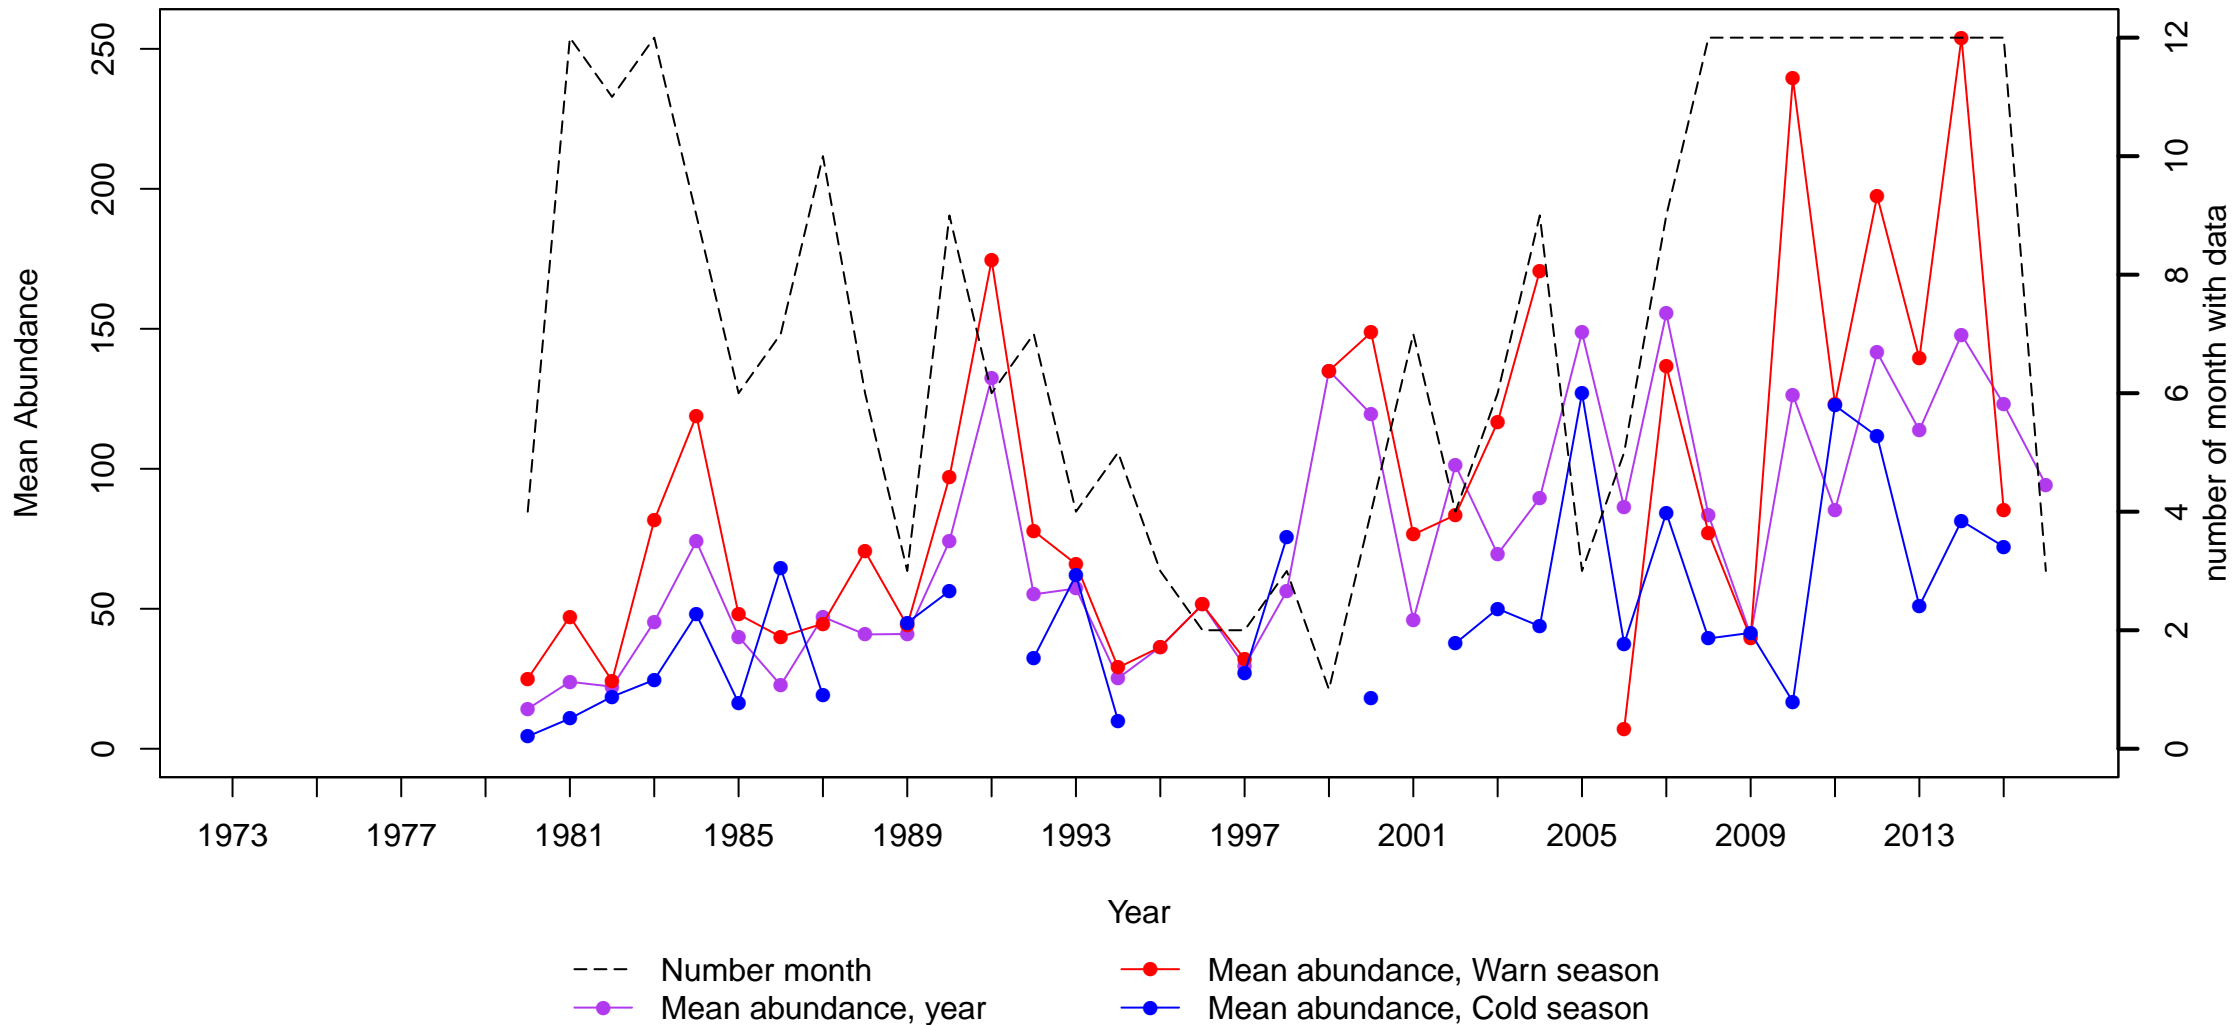 250
200
150
100
50
0
Mean Abundance
12
10
8
6
4
2
0
number of month with data
1973 1977 1981 1985 1989 1993 1997 2001 2005 2009 2013
Year
Number month
Mean abundance, year
Mean abundance, Warn season
Mean abundance, Cold season